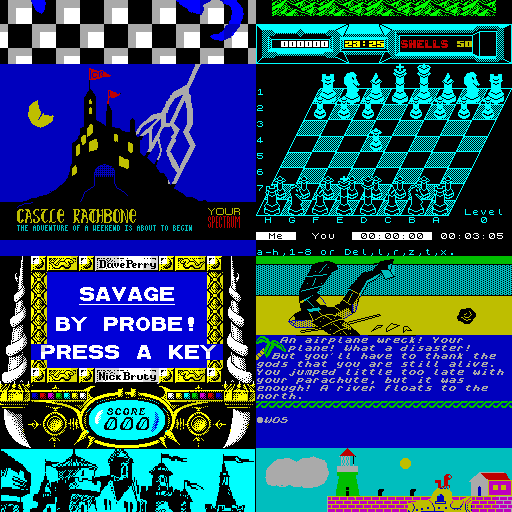 000000 23:25 SHELLS 50
1
2
3
4
5
6
7
H G F E D C B A
Level
0
Me You 00:00:00 00:03:05
a-h,1-8 or Del,l,r,z,t,x.
CASTLE RATHBONE
THE ADVENTURE OF A WEEKEND IS ABOUT TO BEGIN
YOUR
SPECTRUM
Dave Perry
SAVAGE
BY PROBE!
PRESS A KEY
Nick Bruty
SCORE
000
An airplane wreck! Your
plane! What a disaster!
But you'll have to thank the
gods that you are still alive.
You jumped little too late with
your parachute, but it was
enough! A river floats to the
north.
WOS